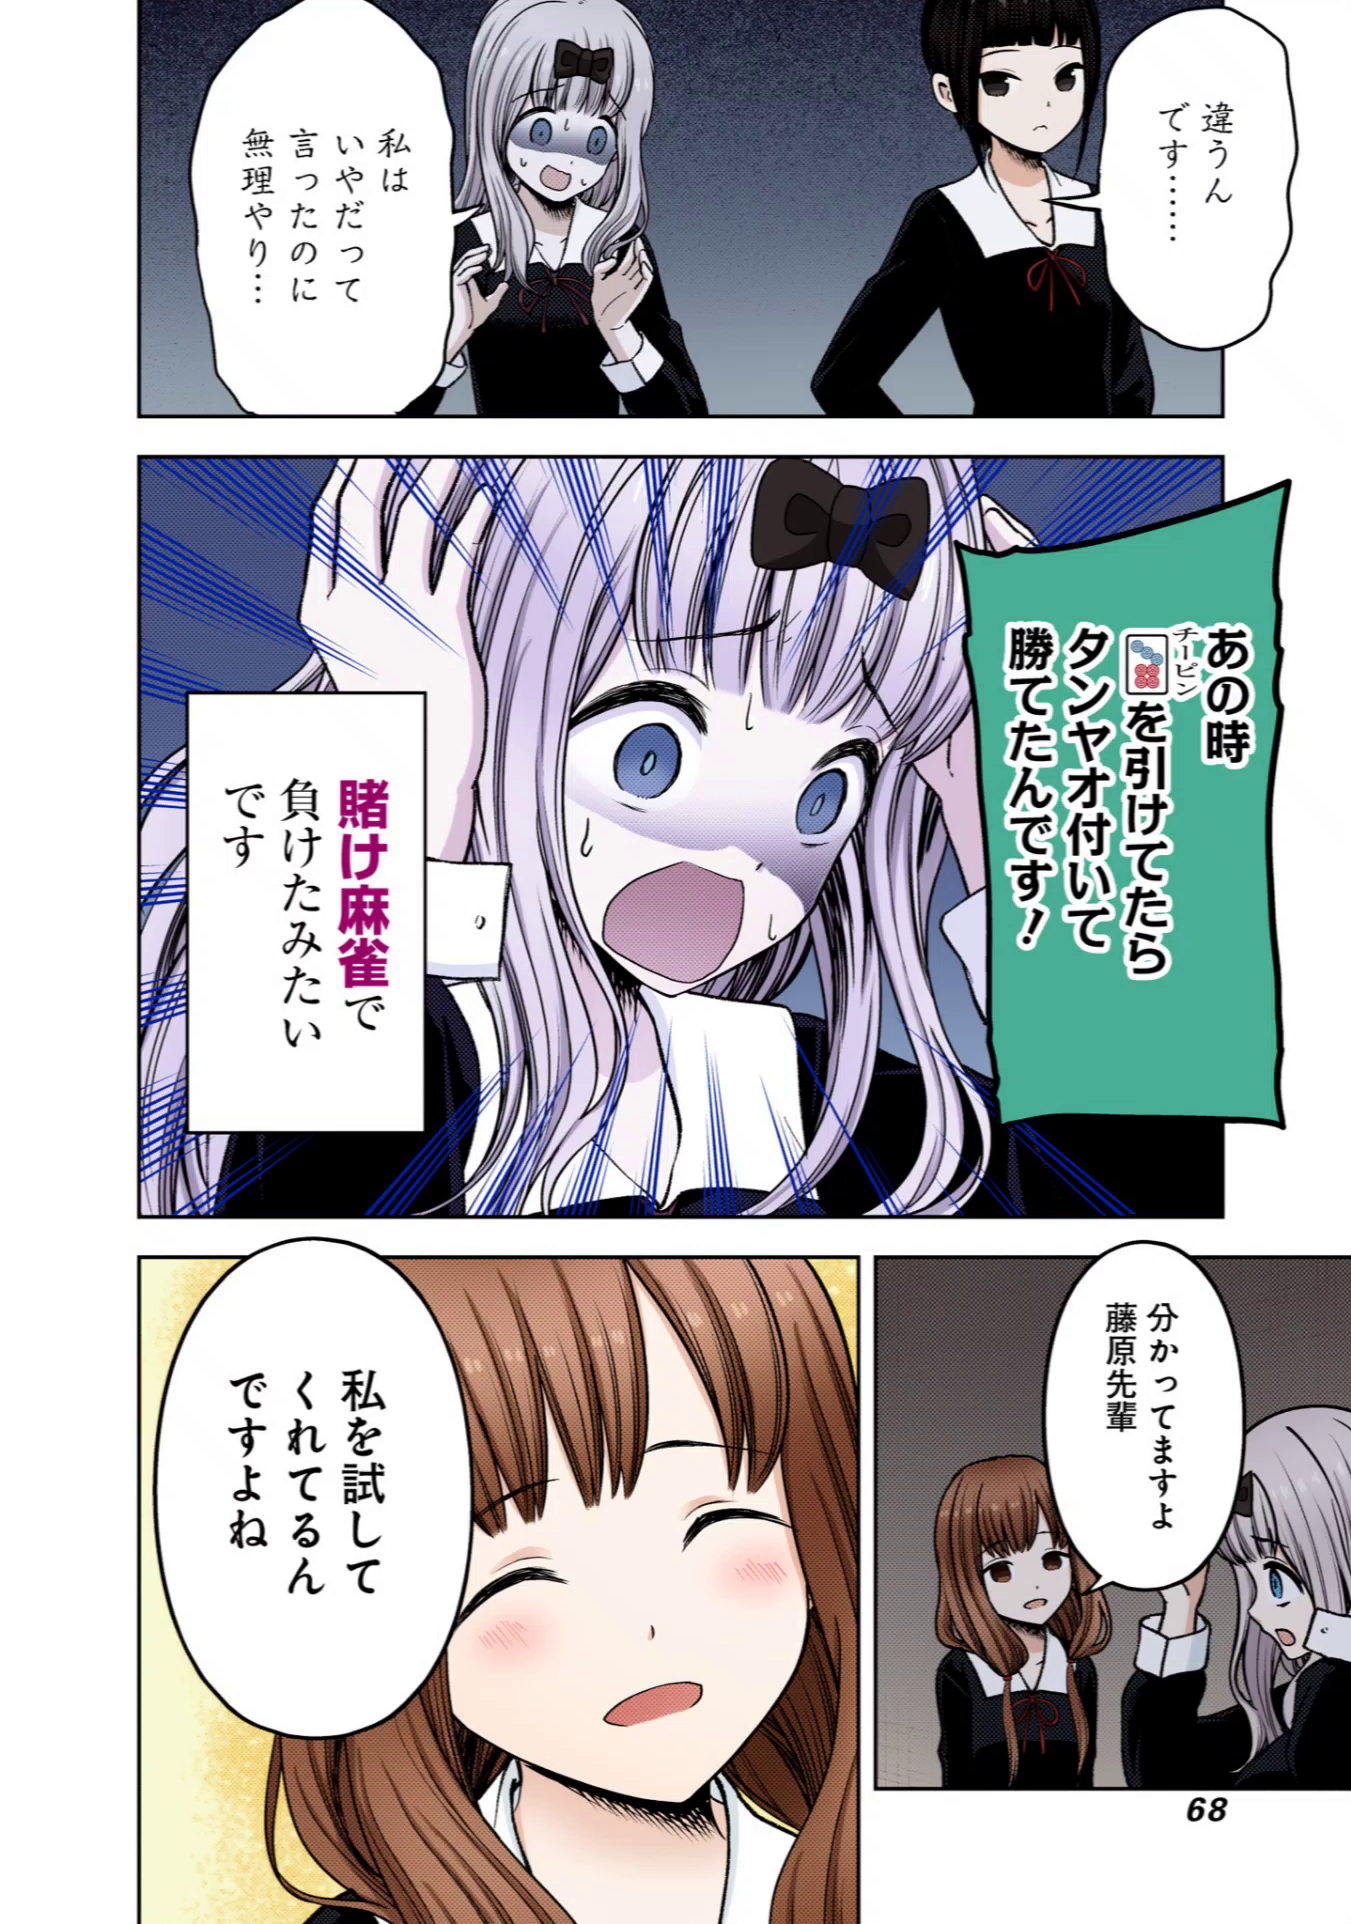 違うん
です……
私は
いやだって
言ったのに
無理やり…
あの時
チーピン
を引けてたら
タンヤオ付いて
勝てたんです！
賭け麻雀で
負けたみたい
です
分かってますよ
藤原先輩
私を試して
くれてるん
ですよね
68